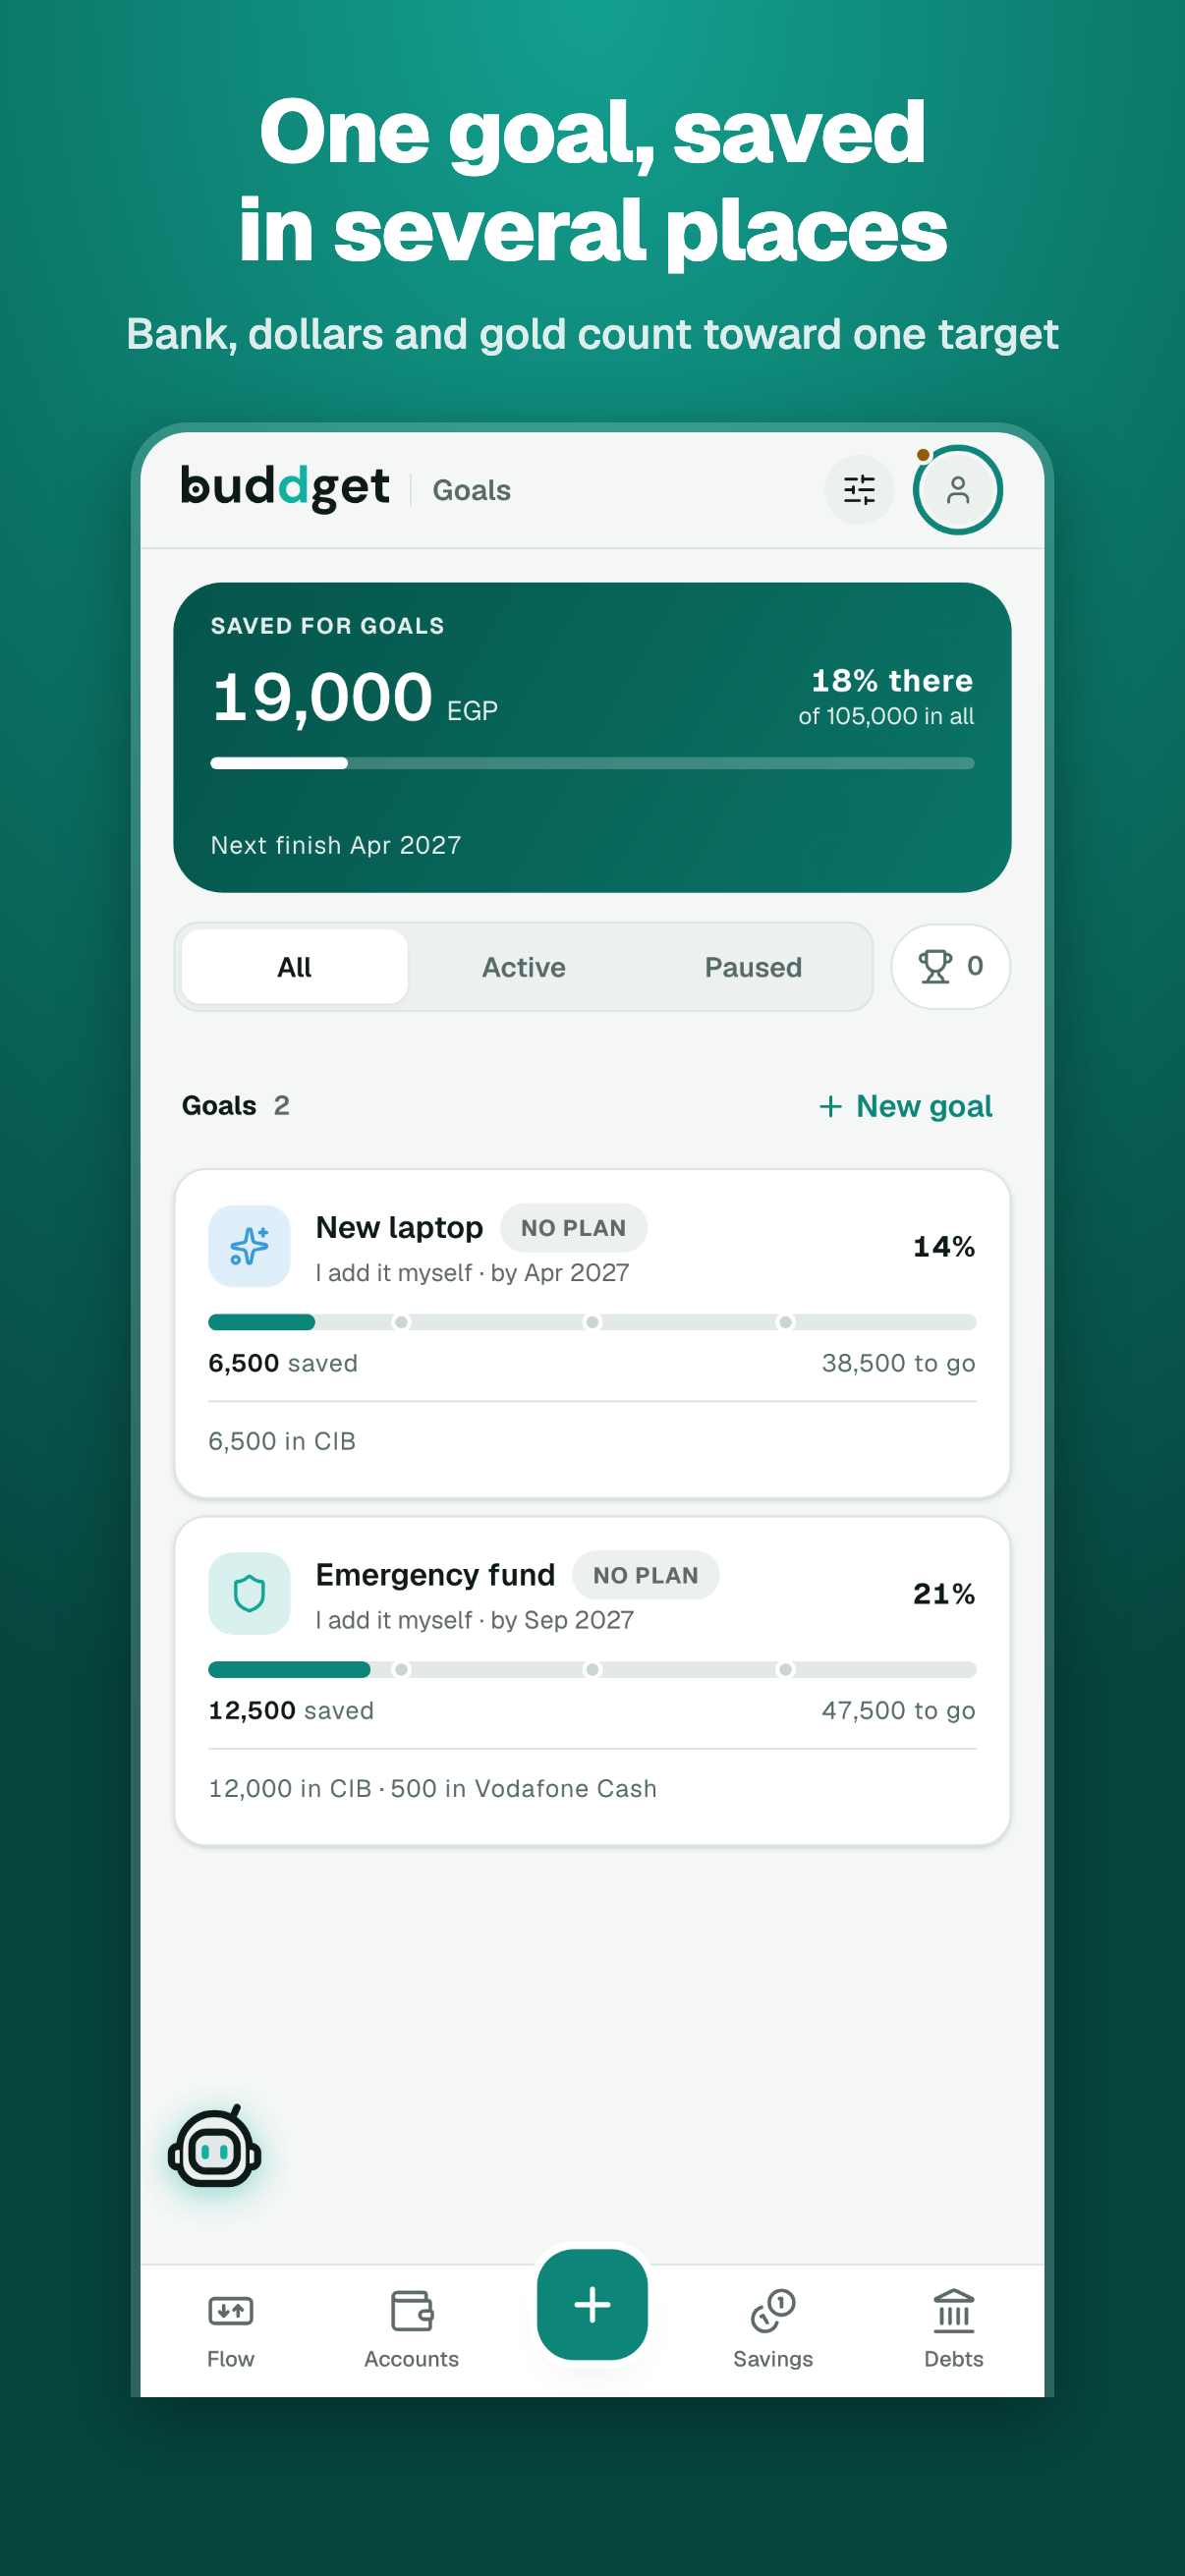 One goal, saved
in several places
Bank, dollars and gold count toward one target
buddget
Goals
SAVED FOR GOALS
19,000 EGP
18% there
of 105,000 in all
Next finish Apr 2027
All
Active
Paused
0
Goals 2
+ New goal
New laptop NO PLAN
I add it myself · by Apr 2027
14%
6,500 saved
38,500 to go
6,500 in CIB
Emergency fund NO PLAN
I add it myself · by Sep 2027
21%
12,500 saved
47,500 to go
12,000 in CIB · 500 in Vodafone Cash
Flow
Accounts
Savings
Debts